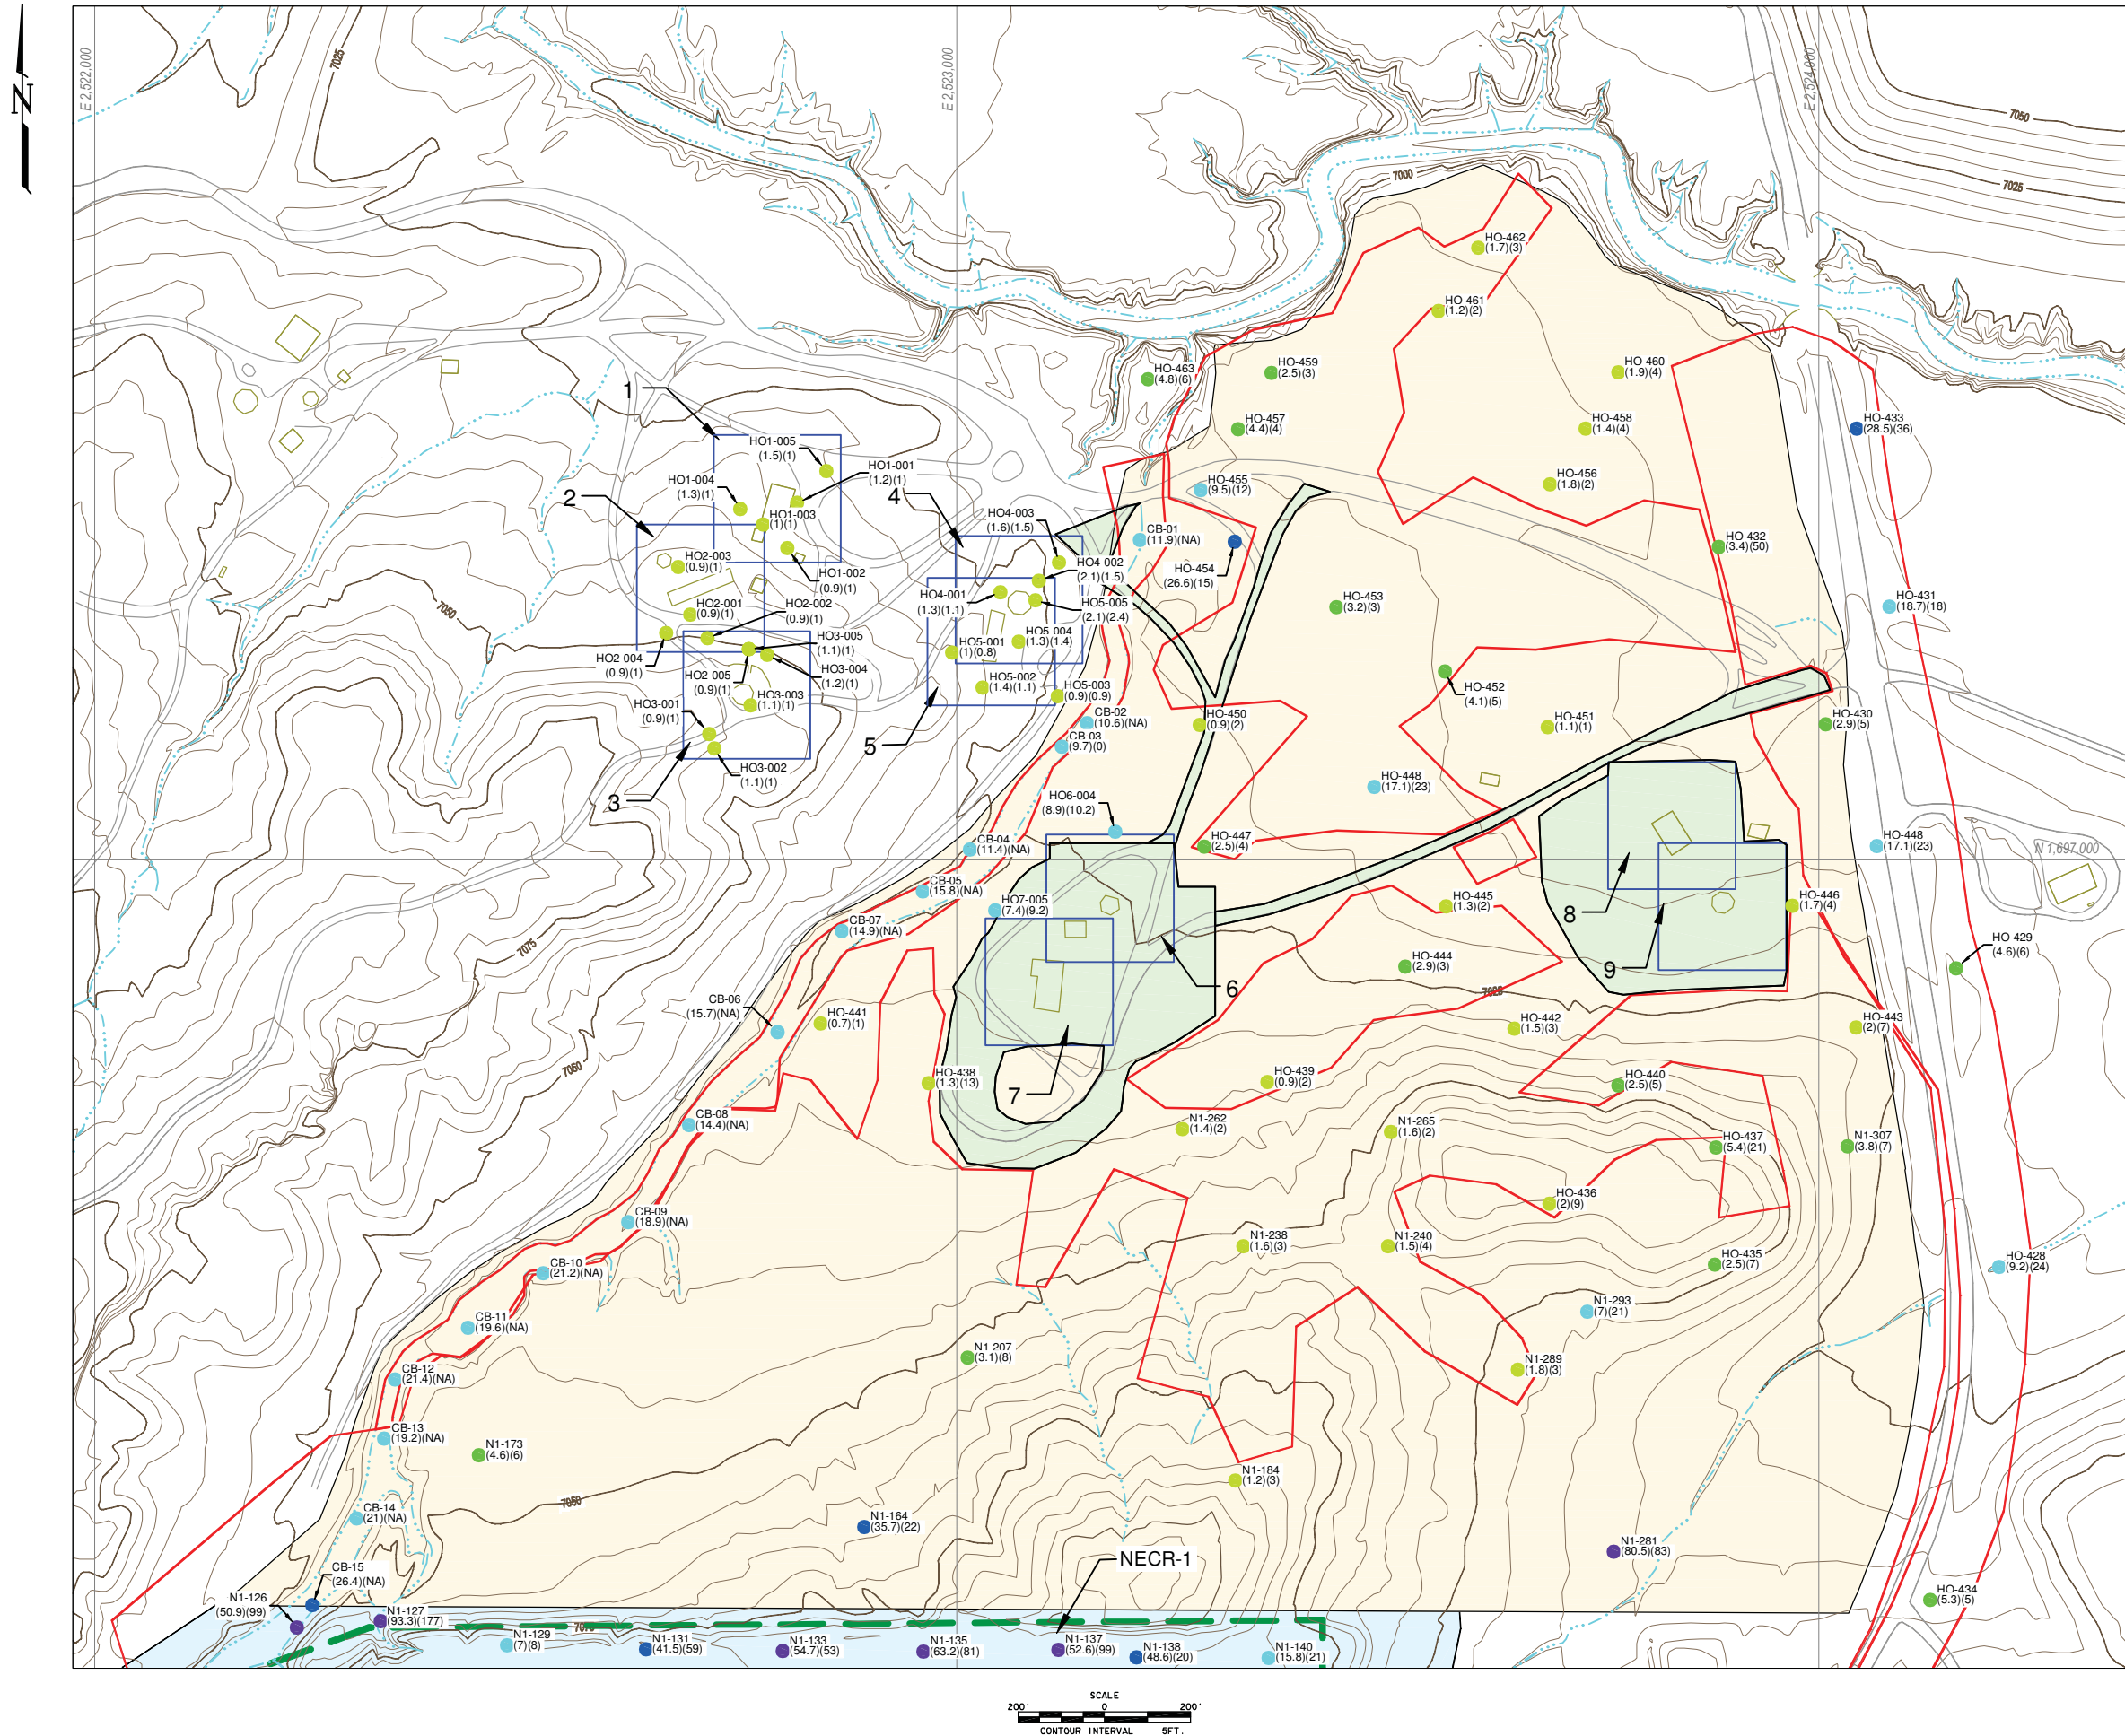 N
E 2,522,000
E 2,523,000
E 2,524,000
7025
7050
7025
7000
HO-462
(1.7)(3)
HO-461
(1.2)(2)
HO-463
(4.8)(6)
HO-459
(2.5)(3)
HO-460
(1.9)(4)
HO-457
(4.4)(4)
HO-458
(1.4)(4)
HO-433
(28.5)(36)
1
HO1-005
(1.5)(1)
HO1-001
(1.2)(1)
HO1-004
(1.3)(1)
HO1-003
(1)(1)
2
4
HO-455
(9.5)(12)
HO-456
(1.8)(2)
HO4-003
(1.6)(1.5)
CB-01
(11.9)(NA)
HO-432
(3.4)(50)
HO2-003
(0.9)(1)
HO1-002
(0.9)(1)
HO4-002
(2.1)(1.5)
HO-454
(26.6)(15)
HO4-001
(1.3)(1.1)
HO5-005
(2.1)(2.4)
HO-453
(3.2)(3)
HO-431
(18.7)(18)
7050
HO2-001
(0.9)(1)
HO2-002
(0.9)(1)
HO3-005
(1.1)(1)
HO5-004
(1.3)(1.4)
HO5-001
(1)(0.8)
HO2-004
(0.9)(1)
HO2-005
(0.9)(1)
HO3-004
(1.2)(1)
HO5-002
(1.4)(1.1)
HO5-003
(0.9)(0.9)
HO-452
(4.1)(5)
HO3-003
(1.1)(1)
HO3-001
(0.9)(1)
CB-02
(10.6)(NA)
HO-450
(0.9)(2)
HO-451
(1.1)(1)
HO-430
(2.9)(5)
5
CB-03
(9.7)(0)
HO3-002
(1.1)(1)
3
HO-448
(17.1)(23)
HO6-004
(8.9)(10.2)
CB-04
(11.4)(NA)
HO-447
(2.5)(4)
HO-448
(17.1)(23)
N 1,697,000
CB-05
(15.8)(NA)
HO7-005
(7.4)(9.2)
HO-445
(1.3)(2)
HO-446
(1.7)(4)
8
CB-07
(14.9)(NA)
7075
HO-444
(2.9)(3)
9
HO-429
(4.6)(6)
6
7025
CB-06
(15.7)(NA)
HO-441
(0.7)(1)
HO-442
(1.5)(3)
HO-443
(2)(7)
7050
HO-438
(1.3)(13)
7
HO-439
(0.9)(2)
HO-440
(2.5)(5)
CB-08
(14.4)(NA)
N1-262
(1.4)(2)
N1-265
(1.6)(2)
HO-437
(5.4)(21)
N1-307
(3.8)(7)
HO-436
(2)(9)
CB-09
(18.9)(NA)
N1-238
(1.6)(3)
N1-240
(1.5)(4)
HO-435
(2.5)(7)
HO-428
(9.2)(24)
CB-10
(21.2)(NA)
N1-293
(7)(21)
CB-11
(19.6)(NA)
N1-207
(3.1)(8)
N1-289
(1.8)(3)
CB-12
(21.4)(NA)
CB-13
(19.2)(NA)
N1-173
(4.6)(6)
N1-184
(1.2)(3)
7050
CB-14
(21)(NA)
N1-164
(35.7)(22)
N1-281
(80.5)(83)
NECR-1
CB-15
(26.4)(NA)
N1-126
(50.9)(99)
N1-127
(93.3)(177)
HO-434
(5.3)(5)
N1-129
(7)(8)
N1-131
(41.5)(59)
N1-133
(54.7)(53)
N1-135
(63.2)(81)
N1-137
(52.6)(99)
N1-138
(48.6)(20)
N1-140
(15.8)(21)
SCALE
200' 0 200'
CONTOUR INTERVAL 5FT.